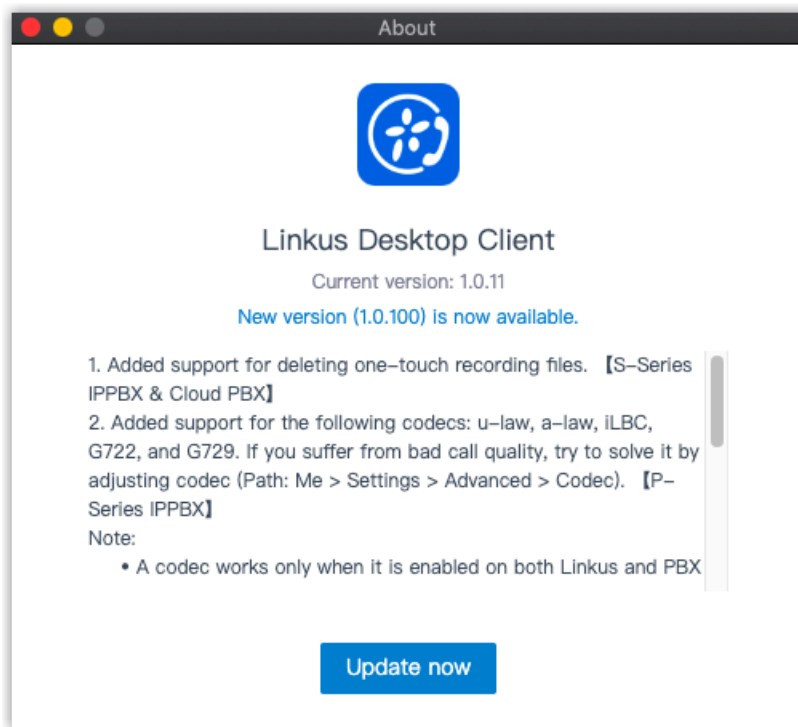 About
Linkus Desktop Client
Current version: 1.0.11
New version (1.0.100) is now available.
1. Added support for deleting one-touch recording files. 【S-Series
IPPBX & Cloud PBX】
2. Added support for the following codecs: u-law, a-law, iLBC,
G722, and G729. If you suffer from bad call quality, try to solve it by
adjusting codec (Path: Me > Settings > Advanced > Codec). 【P-
Series IPPBX】
Note:
• A codec works only when it is enabled on both Linkus and PBX
Update now